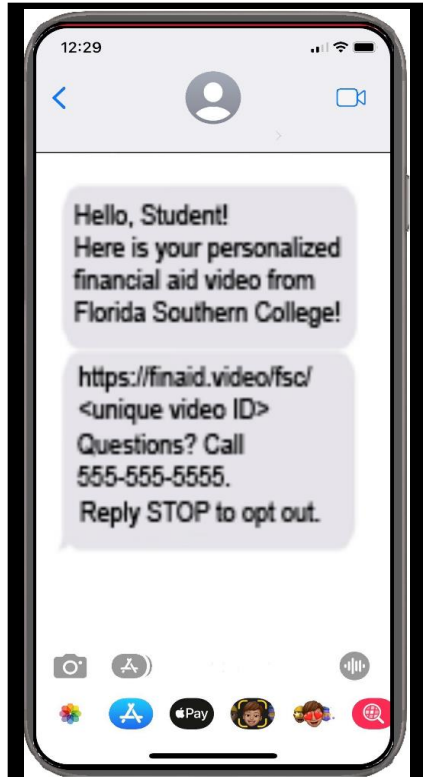 12:29
Hello, Student!
Here is your personalized
financial aid video from
Florida Southern College!
https://finaid.video/fsc/
<unique video ID>
Questions? Call
555-555-5555.
Reply STOP to opt out.
Pay